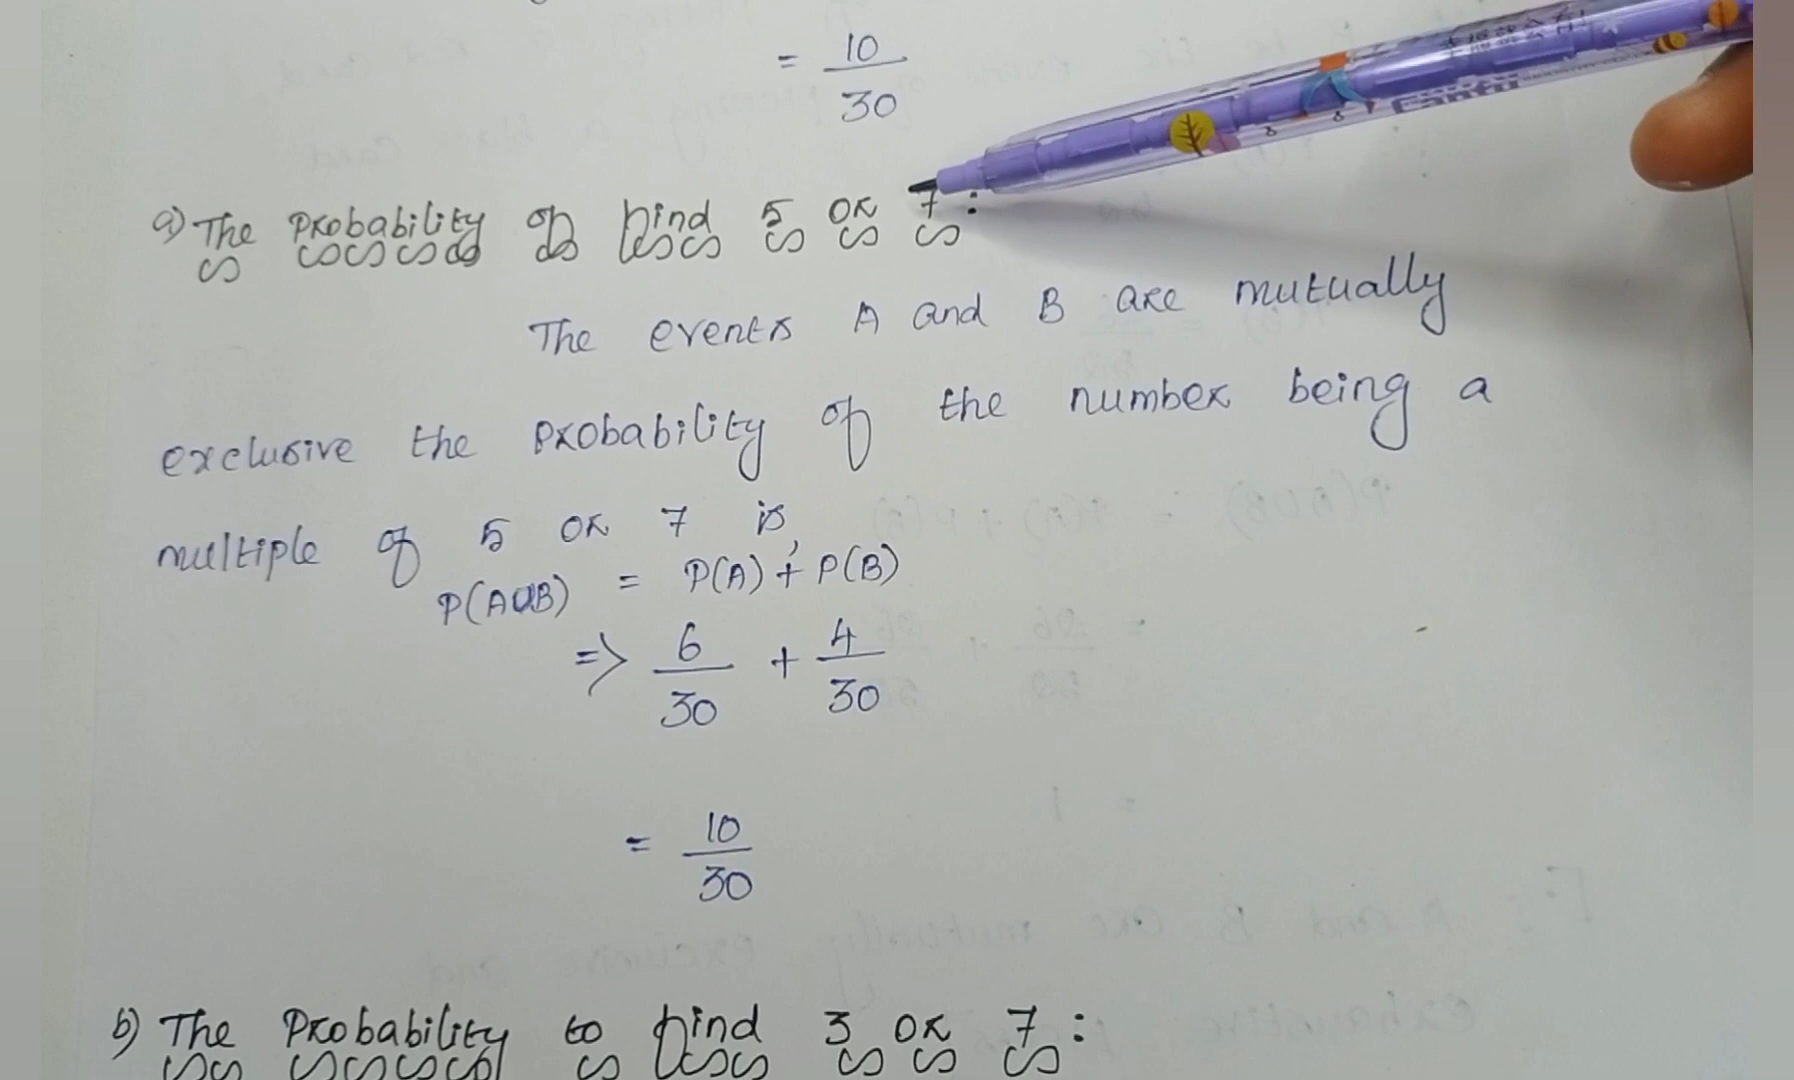 = 10
30
a) The Probability of find 5 or 7:
The events A and B are mutually
exclusive the probability of the number being a
multiple of 5 or 7 is,
P(AUB) = P(A) + P(B)
=> 6/30 + 4/30
= 10
30
b) The Probability to find 3 or 7: